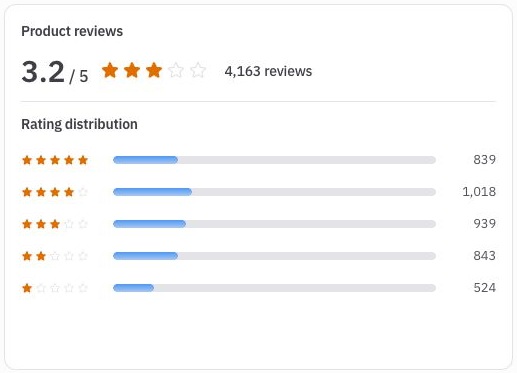 Product reviews
3.2 / 5 4,163 reviews
Rating distribution
839
1,018
939
843
524